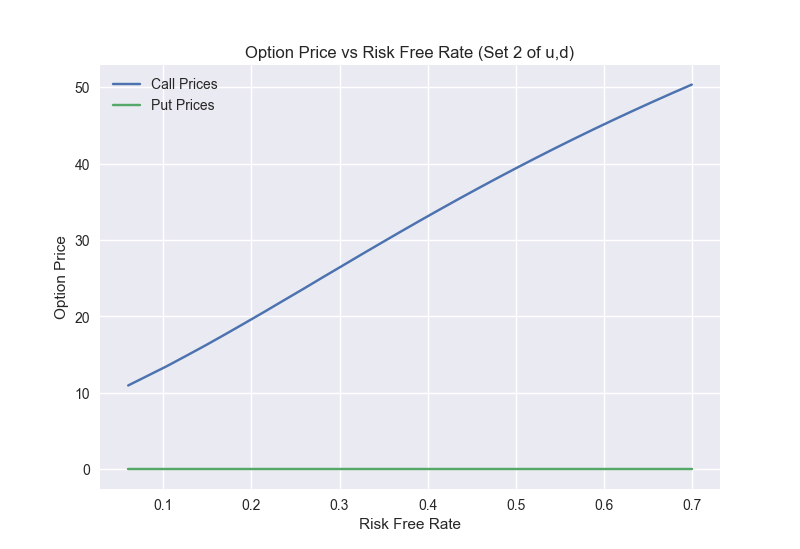 Option Price vs Risk Free Rate (Set 2 of u,d)
Call Prices
Put Prices
Option Price
50
40
30
20
10
0
0.1 0.2 0.3 0.4 0.5 0.6 0.7
Risk Free Rate